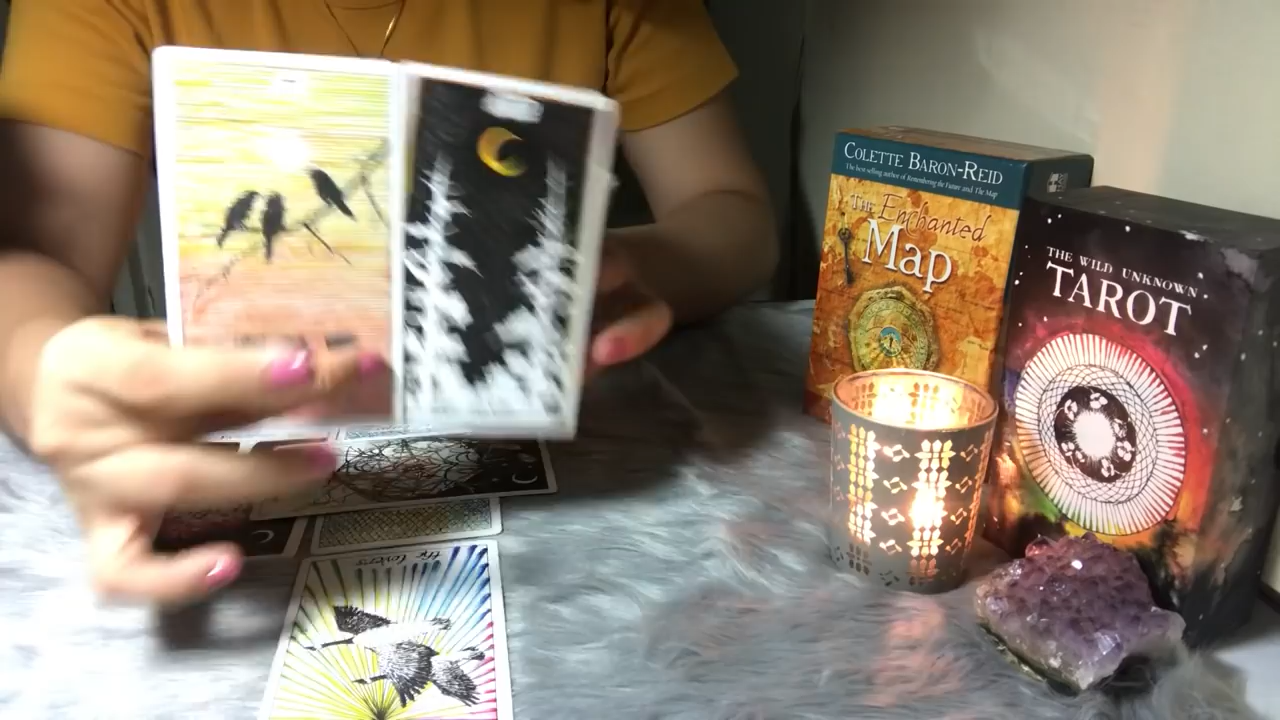 COLETTE BARON-REID
The best-selling author of Remembering the Future and The Map
THE Enchanted
Map
THE WILD UNKNOWN
TAROT
the lovers